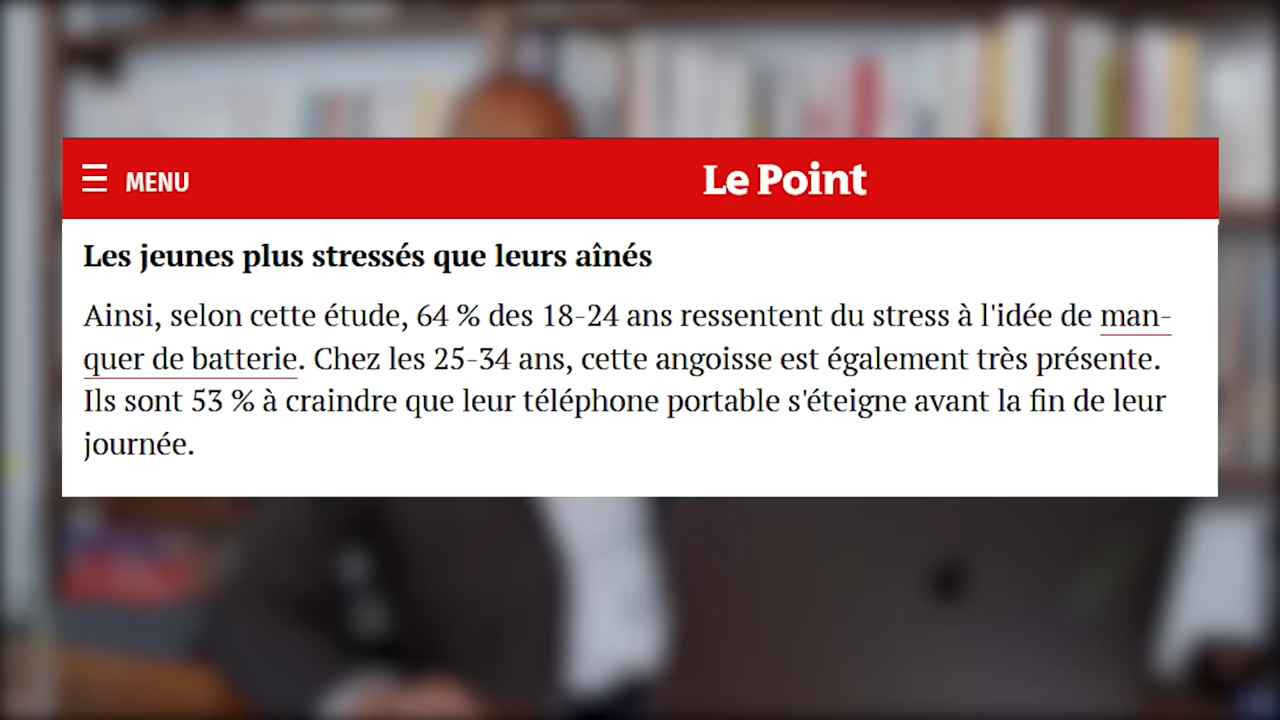 MENU
Le Point
Les jeunes plus stressés que leurs aînés
Ainsi, selon cette étude, 64 % des 18-24 ans ressentent du stress à l'idée de man-
quer de batterie. Chez les 25-34 ans, cette angoisse est également très présente.
Ils sont 53 % à craindre que leur téléphone portable s'éteigne avant la fin de leur
journée.